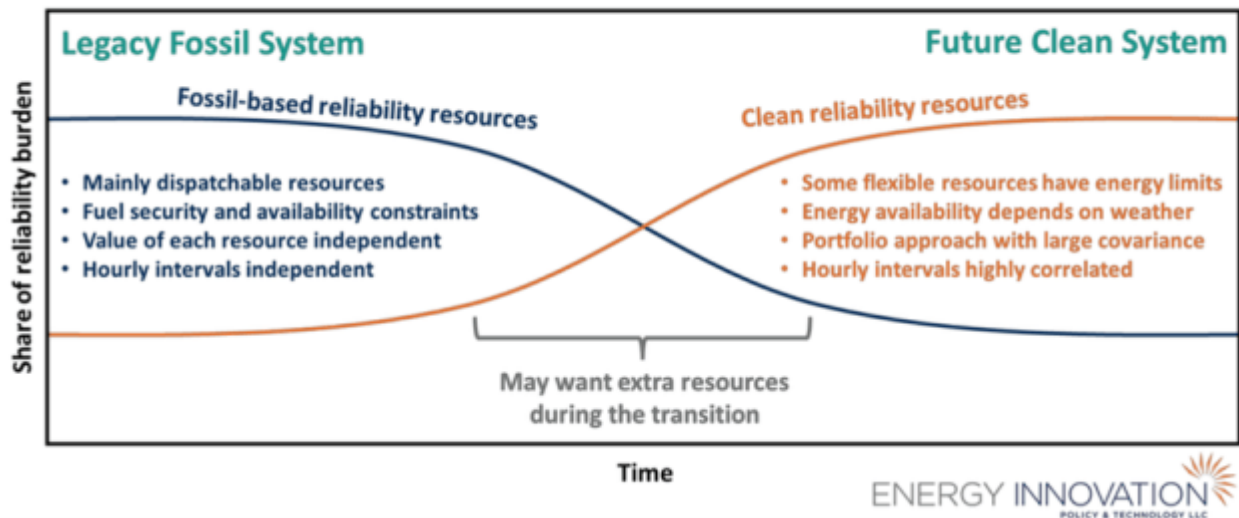 Legacy Fossil System
Future Clean System
Fossil-based reliability resources
Clean reliability resources
Share of reliability burden
• Mainly dispatchable resources
• Fuel security and availability constraints
• Value of each resource independent
• Hourly intervals independent
• Some flexible resources have energy limits
• Energy availability depends on weather
• Portfolio approach with large covariance
• Hourly intervals highly correlated
May want extra resources
during the transition
Time
ENERGY INNOVATION
POLICY & TECHNOLOGY LLC